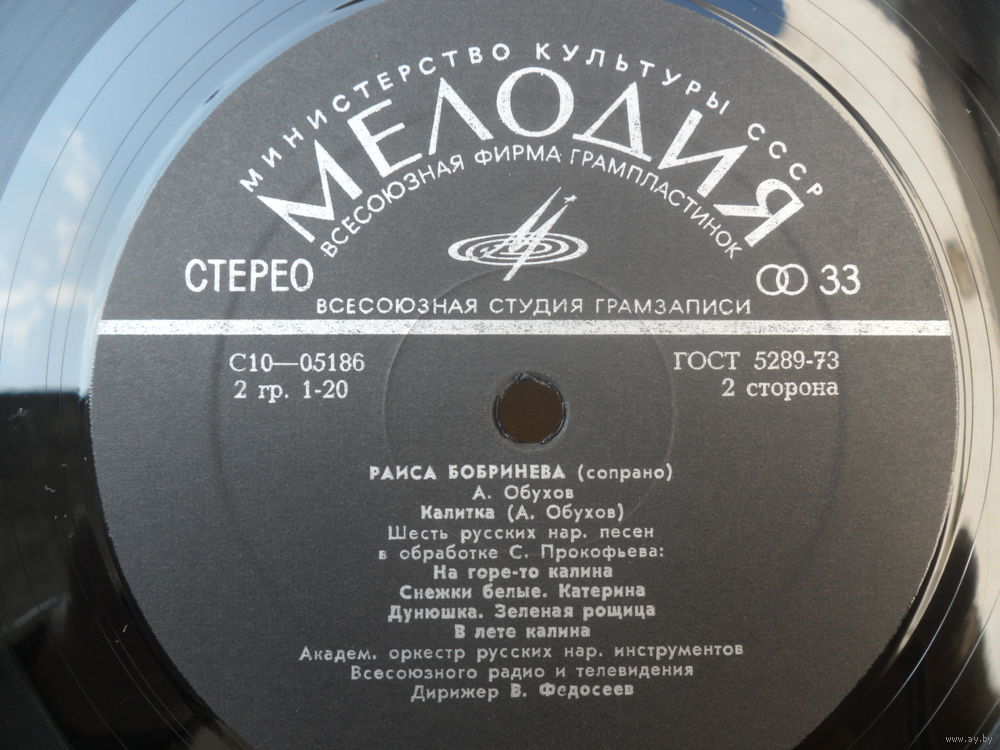 МИНИСТЕРСТВО КУЛЬТУРЫ СССР
МЕЛОДИЯ
ВСЕСОЮЗНАЯ ФИРМА ГРАМПЛАСТИНОК
СТЕРЕО
33
ВСЕСОЮЗНАЯ СТУДИЯ ГРАМЗАПИСИ
С10—05186
ГОСТ 5289-73
2 гр. 1-20
2 сторона
РАИСА БОБРИНЕВА (сопрано)
А. Обухов
Калитка (А. Обухов)
Шесть русских нар. песен
в обработке С. Прокофьева:
На горе-то калина
Снежки белые. Катерина
Дунюшка. Зеленая рощица
В лете калина
Академ. оркестр русских нар. инструментов
Всесоюзного радио и телевидения
Дирижер В. Федосеев
www.ay.by